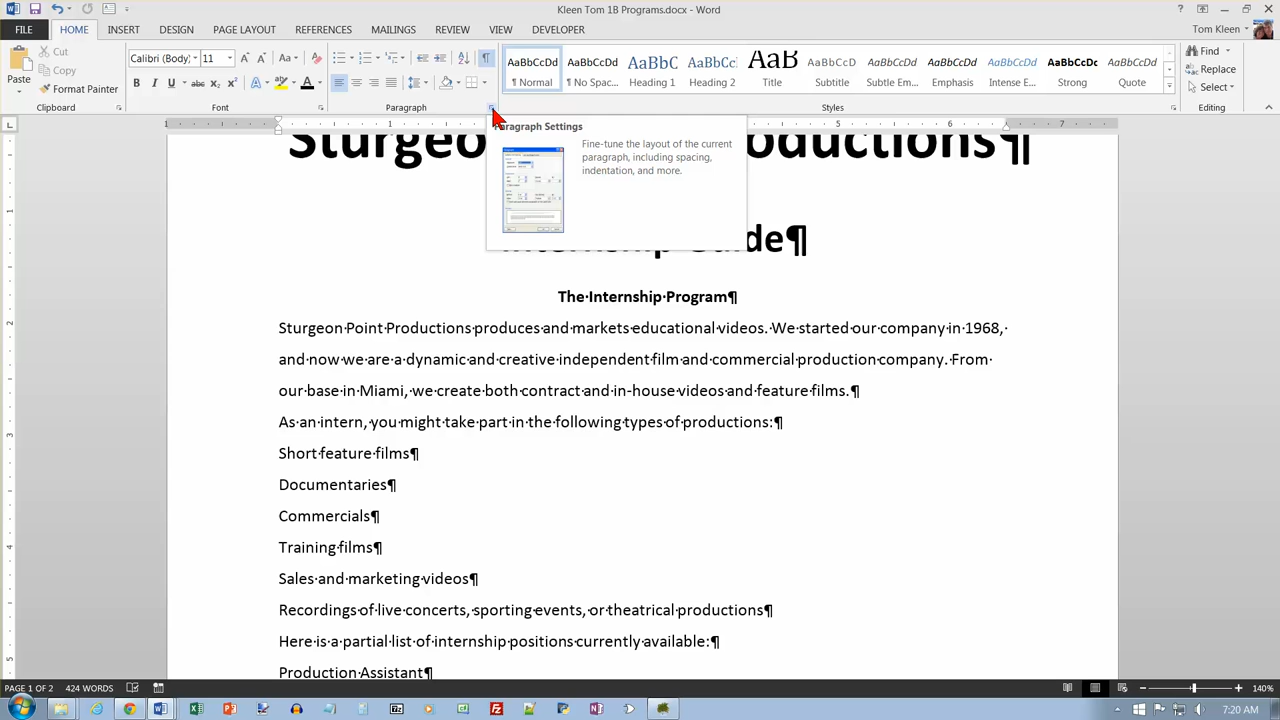 Kleen Tom 1B Programs.docx - Word
FILE HOME INSERT DESIGN PAGE LAYOUT REFERENCES MAILINGS REVIEW VIEW DEVELOPER Tom Kleen
Paste
Cut
Copy
Format Painter
Clipboard
Calibri (Body) 11
Font
Paragraph
AaBbCcDd AaBbCcDd AaBbC AaBbCc AaB AaBbCcD AaBbCcDd AaBbCcDd AaBbCcDd AaBbCcDd AaBbCcDd
¶ Normal ¶ No Spac... Heading 1 Heading 2 Title Subtitle Subtle Em... Emphasis Intense E... Strong Quote
Styles
Find
Replace
Select
Editing
Paragraph Settings
Fine-tune the layout of the current
paragraph, including spacing,
indentation, and more.
1 1 5 6 7
The·Internship·Program¶
Sturgeon·Point·Productions·produces·and·markets·educational·videos.·We·started·our·company·in·1968,·
and·now·we·are·a·dynamic·and·creative·independent·film·and·commercial·production·company.·From·
our·base·in·Miami,·we·create·both·contract·and·in-house·videos·and·feature·films.¶
As·an·intern,·you·might·take·part·in·the·following·types·of·productions:¶
Short·feature·films¶
Documentaries¶
Commercials¶
Training·films¶
Sales·and·marketing·videos¶
Recordings·of·live·concerts,·sporting·events,·or·theatrical·productions¶
Here·is·a·partial·list·of·internship·positions·currently·available:¶
Production·Assistant¶
PAGE 1 OF 2 424 WORDS 140%
7:20 AM